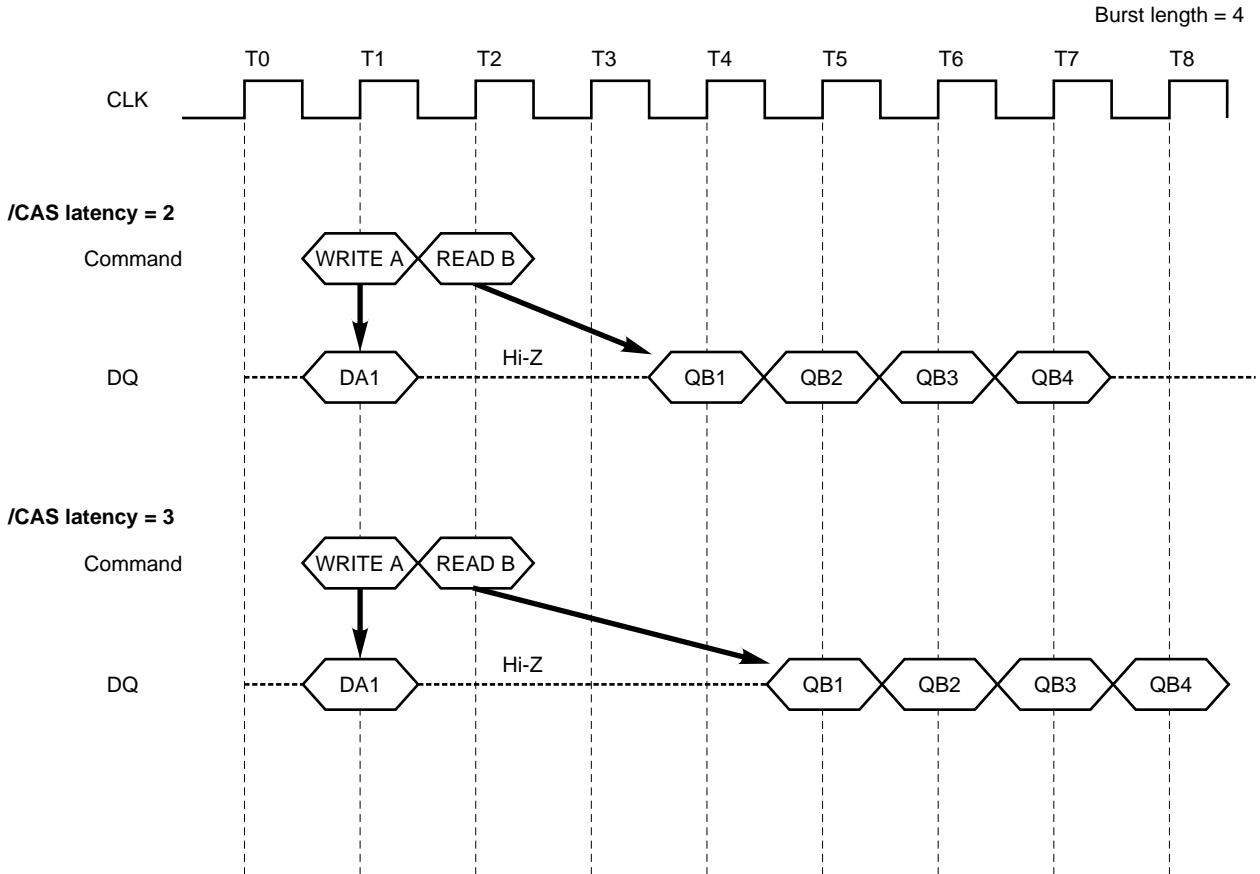 Burst length = 4
T0 T1 T2 T3 T4 T5 T6 T7 T8
CLK
/CAS latency = 2
Command WRITE A READ B
Hi-Z
DQ DA1 QB1 QB2 QB3 QB4
/CAS latency = 3
Command WRITE A READ B
Hi-Z
DQ DA1 QB1 QB2 QB3 QB4